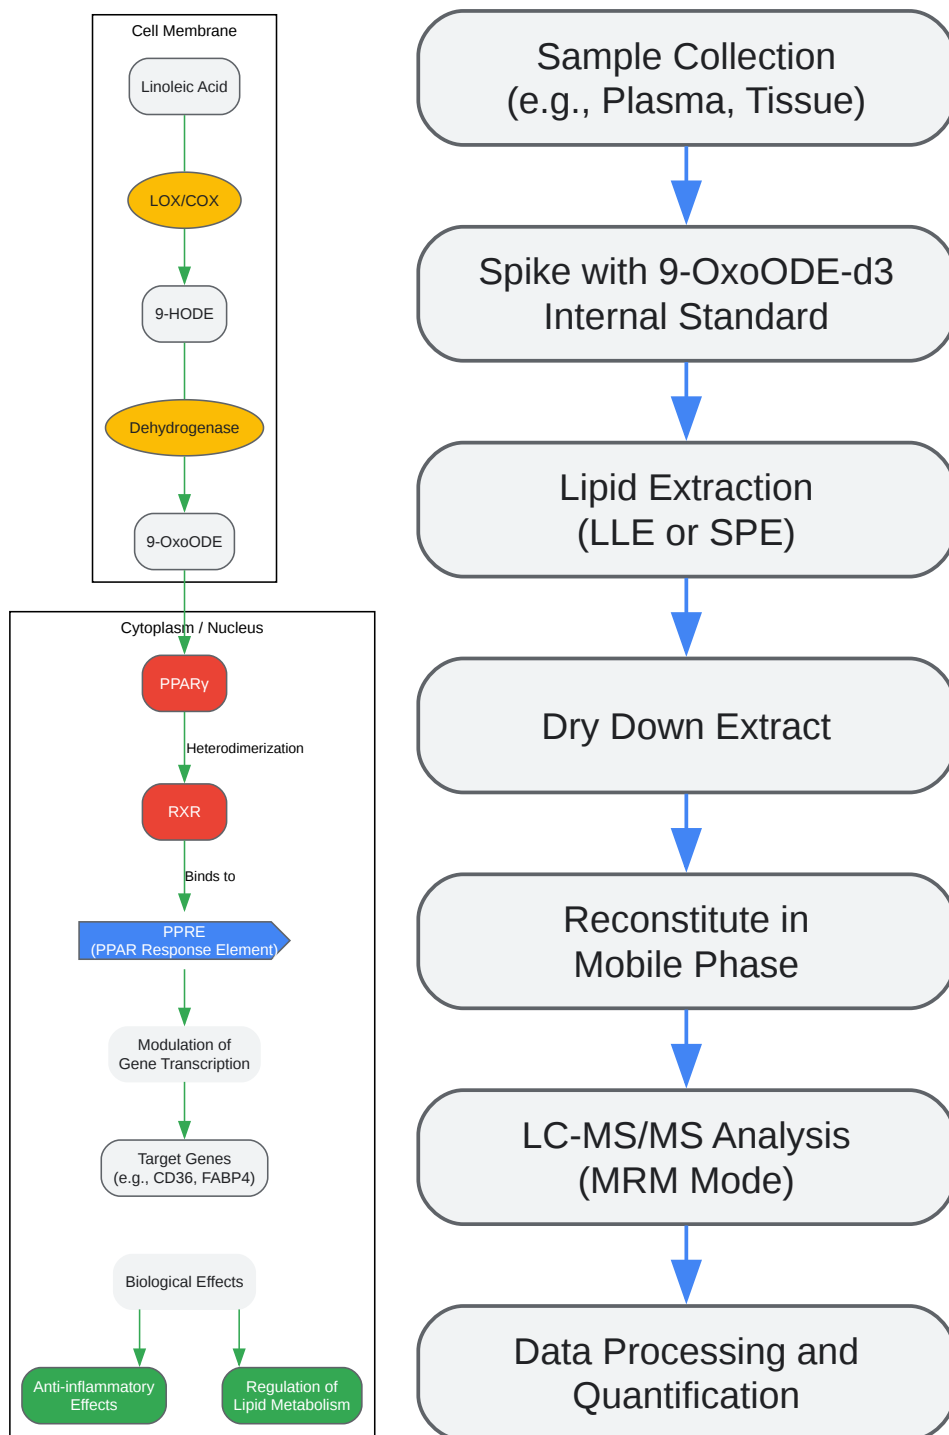 Cell Membrane
Linoleic Acid
LOX/COX
9-HODE
Dehydrogenase
9-OxoODE
Cytoplasm / Nucleus
PPARγ
Heterodimerization
RXR
Binds to
PPRE
(PPAR Response Element)
Modulation of
Gene Transcription
Target Genes
(e.g., CD36, FABP4)
Biological Effects
Anti-inflammatory
Effects
Regulation of
Lipid Metabolism
Sample Collection
(e.g., Plasma, Tissue)
Spike with 9-OxoODE-d3
Internal Standard
Lipid Extraction
(LLE or SPE)
Dry Down Extract
Reconstitute in
Mobile Phase
LC-MS/MS Analysis
(MRM Mode)
Data Processing and
Quantification